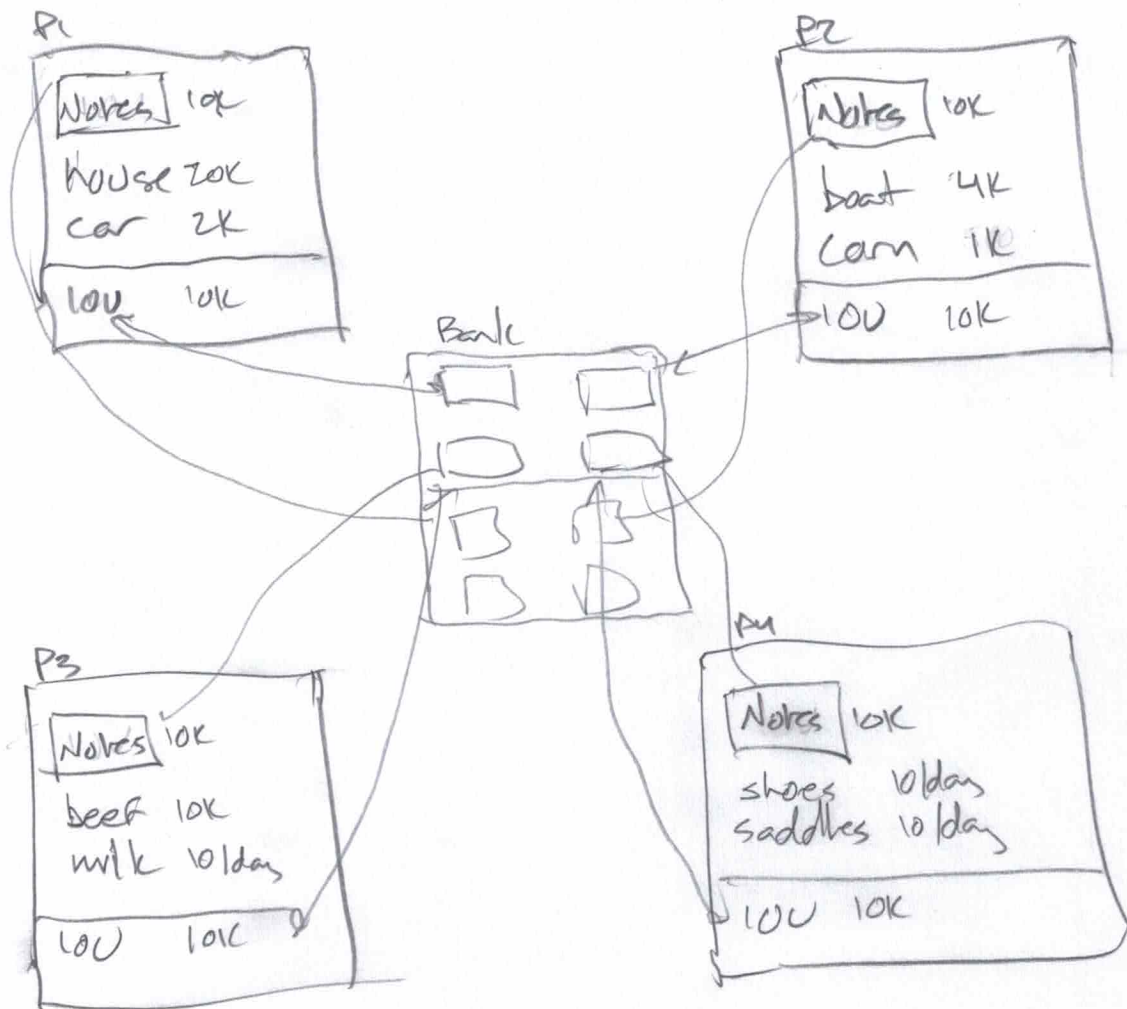 P1
Notes 10K
house 20K
car 2K
IOU 10K
P2
Notes 10K
boat 4K
corn 1K
IOU 10K
Bank
P3
Notes 10K
beef 10K
milk 10/day
IOU 10K
P4
Notes 10K
shoes 10/day
saddles 10/day
IOU 10K